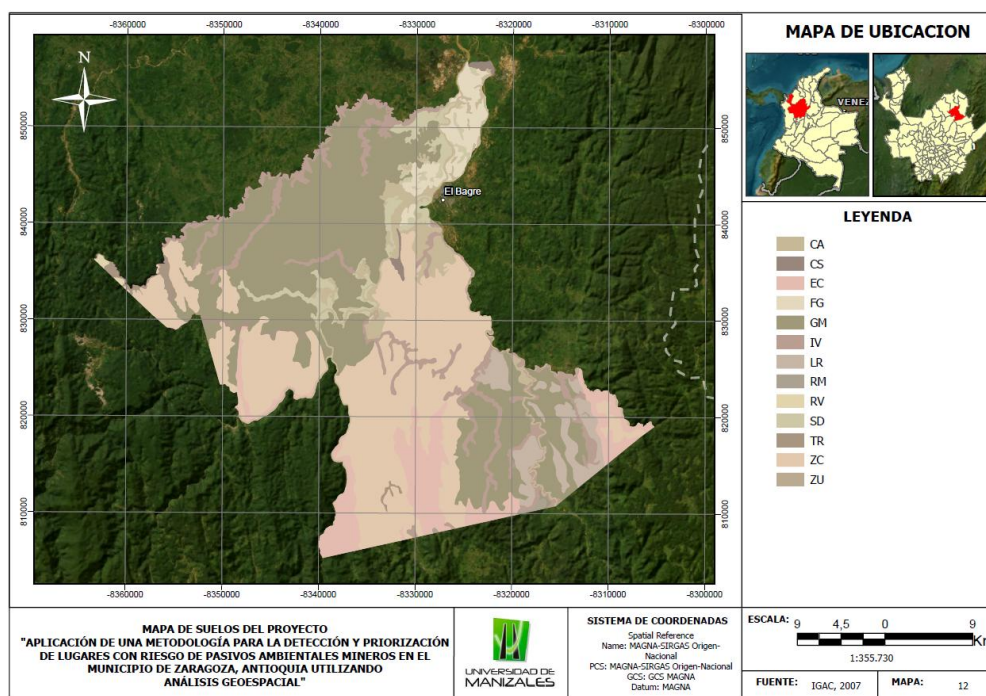 -8360000
-8350000
-8340000
-8330000
-8320000
-8310000
-8300000
N
850000
850000
El Bagre
840000
840000
830000
830000
820000
820000
810000
810000
-8360000
-8350000
-8340000
-8330000
-8320000
-8310000
-8300000
MAPA DE UBICACION
VENEZ
LEYENDA
CA
CS
EC
FG
GM
IV
LR
RM
RV
SD
TR
ZC
ZU
MAPA DE SUELOS DEL PROYECTO
"APLICACIÓN DE UNA METODOLOGÍA PARA LA DETECCIÓN Y PRIORIZACIÓN
DE LUGARES CON RIESGO DE PASIVOS AMBIENTALES MINEROS EN EL
MUNICIPIO DE ZARAGOZA, ANTIOQUIA UTILIZANDO
ANÁLISIS GEOESPACIAL"
UNIVERSIDAD DE
MANIZALES
SISTEMA DE COORDENADAS
Spatial Reference
Name: MAGNA-SIRGAS Origen-
Nacional
PCS: MAGNA-SIRGAS Origen-Nacional
GCS: GCS MAGNA
Datum: MAGNA
ESCALA:
9 4,5 0 9
Km
1:355.730
FUENTE: IGAC, 2007
MAPA: 12